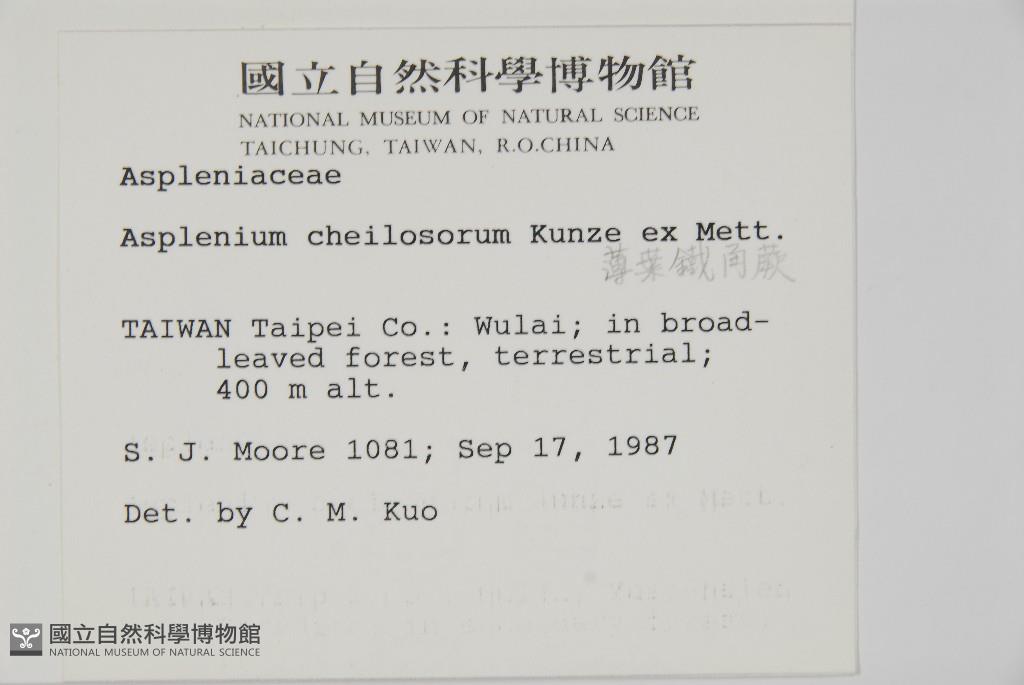 國立自然科學博物館
NATIONAL MUSEUM OF NATURAL SCIENCE
TAICHUNG, TAIWAN, R.O.CHINA
Aspleniaceae
Asplenium cheilosorum Kunze ex Mett.
薄葉鐵角蕨
TAIWAN Taipei Co.: Wulai; in broad-
leaved forest, terrestrial;
400 m alt.
S. J. Moore 1081; Sep 17, 1987
Det. by C. M. Kuo
國立自然科學博物館
NATIONAL MUSEUM OF NATURAL SCIENCE